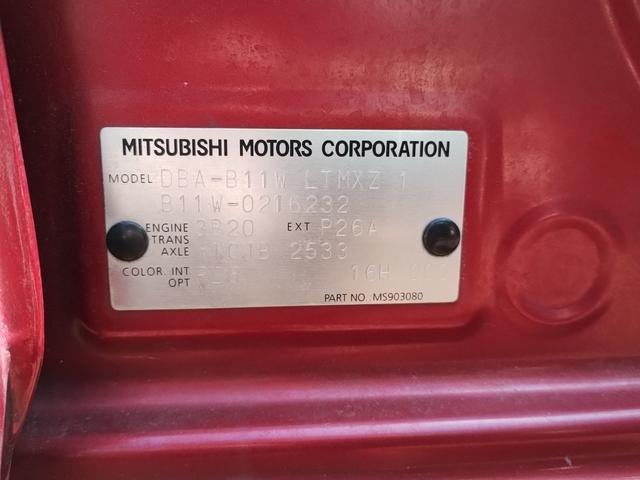 MITSUBISHI MOTORS CORPORATION
MODEL DBA-B11W LTMXZ 1
B11W-0216232
ENGINE 3B20 EXT P26A
TRANS
AXLE F1CJB 2533
COLOR. INT 16H
OPT
PART NO. MS903080